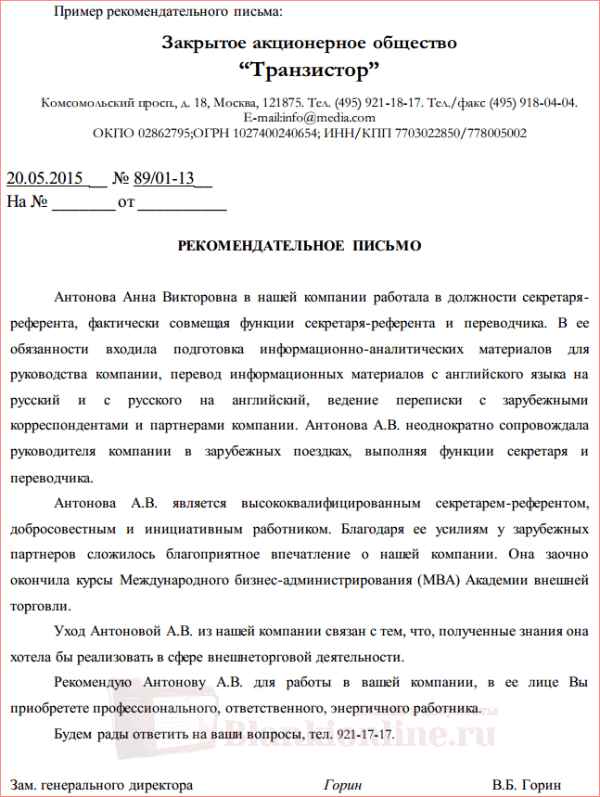 Пример рекомендательного письма:
Закрытое акционерное общество
“Транзистор”
Комсомольский просп., д. 18, Москва, 121875. Тел. (495) 921-18-17. Тел./факс (495) 918-04-04.
E-mail:info@media.com
ОКПО 02862795;ОГРН 1027400240654; ИНН/КПП 7703022850/778005002
20.05.2015 __ № 89/01-13__
На № _______ от __________
РЕКОМЕНДАТЕЛЬНОЕ ПИСЬМО
Антонова Анна Викторовна в нашей компании работала в должности секретаря-
референта, фактически совмещая функции секретаря-референта и переводчика. В ее
обязанности входила подготовка информационно-аналитических материалов для
руководства компании, перевод информационных материалов с английского языка на
русский и с русского на английский, ведение переписки с зарубежными
корреспондентами и партнерами компании. Антонова А.В. неоднократно сопровождала
руководителя компании в зарубежных поездках, выполняя функции секретаря и
переводчика.
Антонова А.В. является высококвалифицированным секретарем-референтом,
добросовестным и инициативным работником. Благодаря ее усилиям у зарубежных
партнеров сложилось благоприятное впечатление о нашей компании. Она заочно
окончила курсы Международного бизнес-администрирования (МВА) Академии внешней
торговли.
Уход Антоновой А.В. из нашей компании связан с тем, что, полученные знания она
хотела бы реализовать в сфере внешнеторговой деятельности.
Рекомендую Антонову А.В. для работы в вашей компании, в ее лице Вы
приобретете профессионального, ответственного, энергичного работника.
Будем рады ответить на ваши вопросы, тел. 921-17-17.
Blankionline.ru
Зам. генерального директора Горин В.Б. Горин